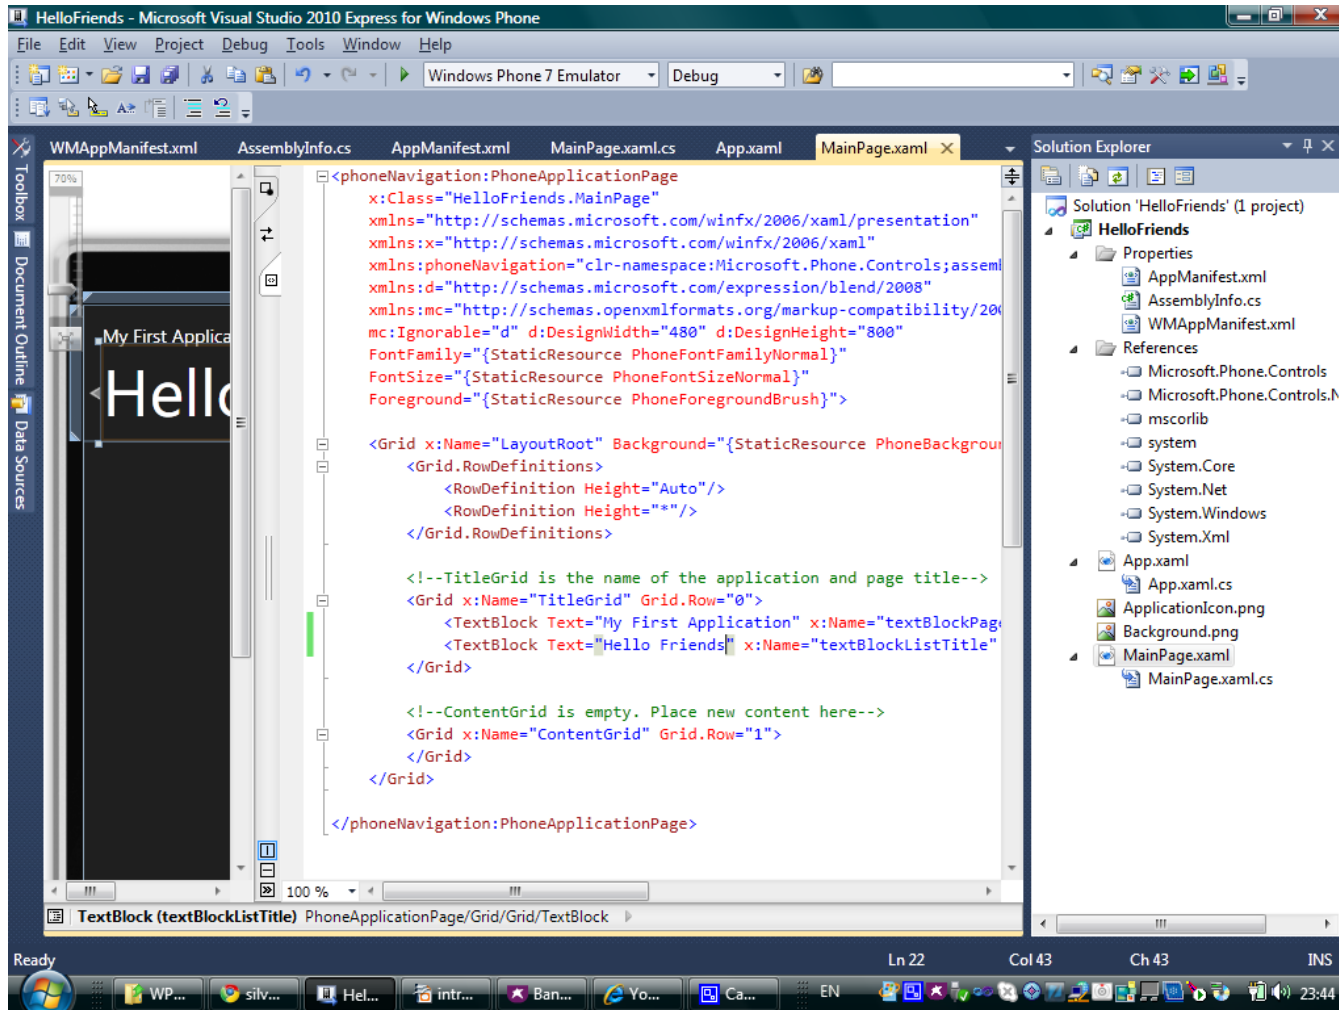 HelloFriends - Microsoft Visual Studio 2010 Express for Windows Phone
File Edit View Project Debug Tools Window Help
Windows Phone 7 Emulator Debug
WMAppManifest.xml AssemblyInfo.cs AppManifest.xml MainPage.xaml.cs App.xaml MainPage.xaml
Toolbox
Document Outline
Data Sources
70%
My First Applica
Hello
<phoneNavigation:PhoneApplicationPage
x:Class="HelloFriends.MainPage"
xmlns="http://schemas.microsoft.com/winfx/2006/xaml/presentation"
xmlns:x="http://schemas.microsoft.com/winfx/2006/xaml"
xmlns:phoneNavigation="clr-namespace:Microsoft.Phone.Controls;assem
xmlns:d="http://schemas.microsoft.com/expression/blend/2008"
xmlns:mc="http://schemas.openxmlformats.org/markup-compatibility/200
mc:Ignorable="d" d:DesignWidth="480" d:DesignHeight="800"
FontFamily="{StaticResource PhoneFontFamilyNormal}"
FontSize="{StaticResource PhoneFontSizeNormal}"
Foreground="{StaticResource PhoneForegroundBrush}">
<Grid x:Name="LayoutRoot" Background="{StaticResource PhoneBackgroun
<Grid.RowDefinitions>
<RowDefinition Height="Auto"/>
<RowDefinition Height="*"/>
</Grid.RowDefinitions>
<!--TitleGrid is the name of the application and page title-->
<Grid x:Name="TitleGrid" Grid.Row="0">
<TextBlock Text="My First Application" x:Name="textBlockPage
<TextBlock Text="Hello Friends" x:Name="textBlockListTitle"
</Grid>
<!--ContentGrid is empty. Place new content here-->
<Grid x:Name="ContentGrid" Grid.Row="1">
</Grid>
</Grid>
</phoneNavigation:PhoneApplicationPage>
100 %
TextBlock (textBlockListTitle) PhoneApplicationPage/Grid/Grid/TextBlock
Solution Explorer
Solution 'HelloFriends' (1 project)
HelloFriends
Properties
AppManifest.xml
AssemblyInfo.cs
WMAppManifest.xml
References
Microsoft.Phone.Controls
Microsoft.Phone.Controls.N
mscorlib
system
System.Core
System.Net
System.Windows
System.Xml
App.xaml
App.xaml.cs
ApplicationIcon.png
Background.png
MainPage.xaml
MainPage.xaml.cs
Ready Ln 22 Col 43 Ch 43 INS
WP... silv... Hel... intr... Ban... Yo... Ca... EN 23:44